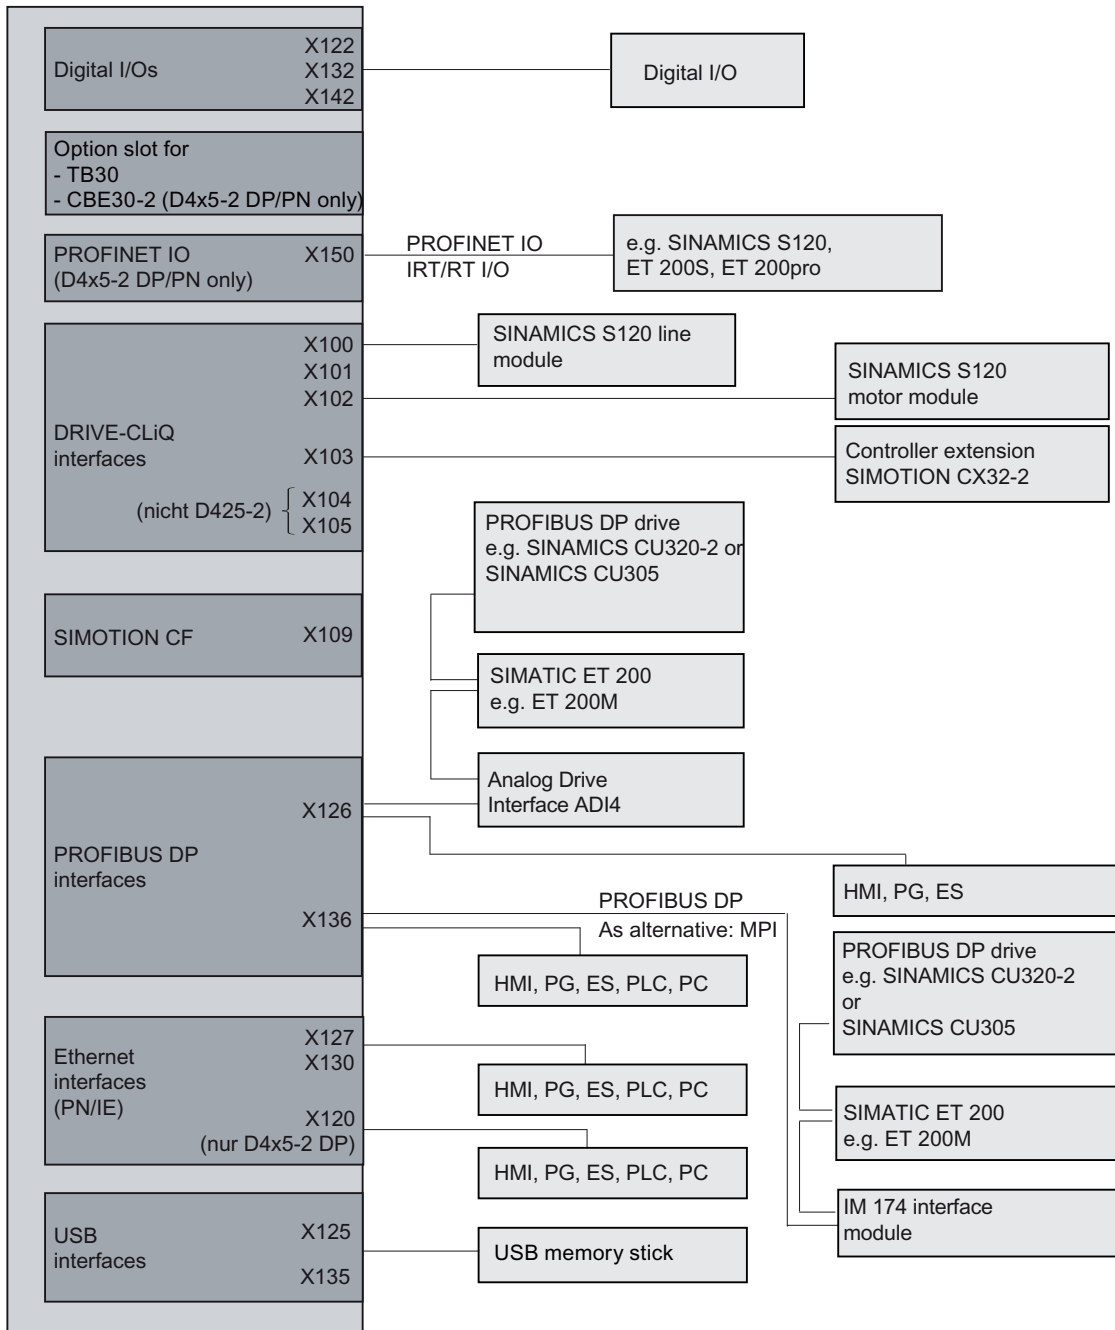 Digital I/Os
X122
X132
X142
Digital I/O
Option slot for
- TB30
- CBE30-2 (D4x5-2 DP/PN only)
PROFINET IO
(D4x5-2 DP/PN only)
X150
PROFINET IO
IRT/RT I/O
e.g. SINAMICS S120,
ET 200S, ET 200pro
DRIVE-CLiQ
interfaces
X100
X101
X102
X103
(nicht D425-2)
X104
X105
SINAMICS S120 line
module
SINAMICS S120
motor module
Controller extension
SIMOTION CX32-2
SIMOTION CF
X109
PROFIBUS DP drive
e.g. SINAMICS CU320-2 or
SINAMICS CU305
SIMATIC ET 200
e.g. ET 200M
Analog Drive
Interface ADI4
PROFIBUS DP
interfaces
X126
X136
HMI, PG, ES
PROFIBUS DP
As alternative: MPI
HMI, PG, ES, PLC, PC
PROFIBUS DP drive
e.g. SINAMICS CU320-2
or
SINAMICS CU305
SIMATIC ET 200
e.g. ET 200M
IM 174 interface
module
Ethernet
interfaces
(PN/IE)
X127
X130
X120
(nur D4x5-2 DP)
HMI, PG, ES, PLC, PC
HMI, PG, ES, PLC, PC
USB
interfaces
X125
X135
USB memory stick